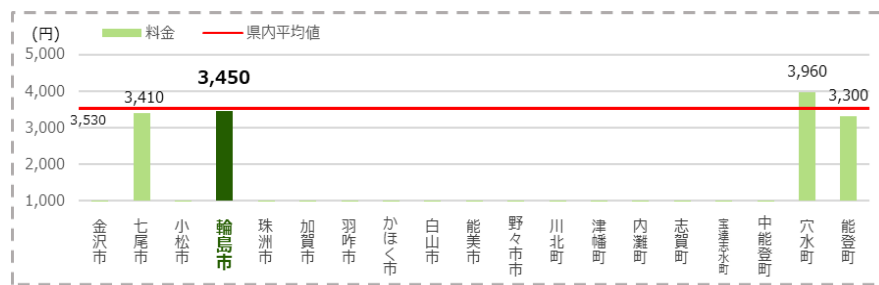 (円)
料金
県内平均値
5,000
4,000
3,000
2,000
1,000
3,530
3,410
3,450
3,960
3,300
金沢市
七尾市
小松市
輪島市
珠洲市
加賀市
羽咋市
かほく市
白山市
能美市
野々市市
川北町
津幡町
内灘町
志賀町
宝達志水町
中能登町
穴水町
能登町